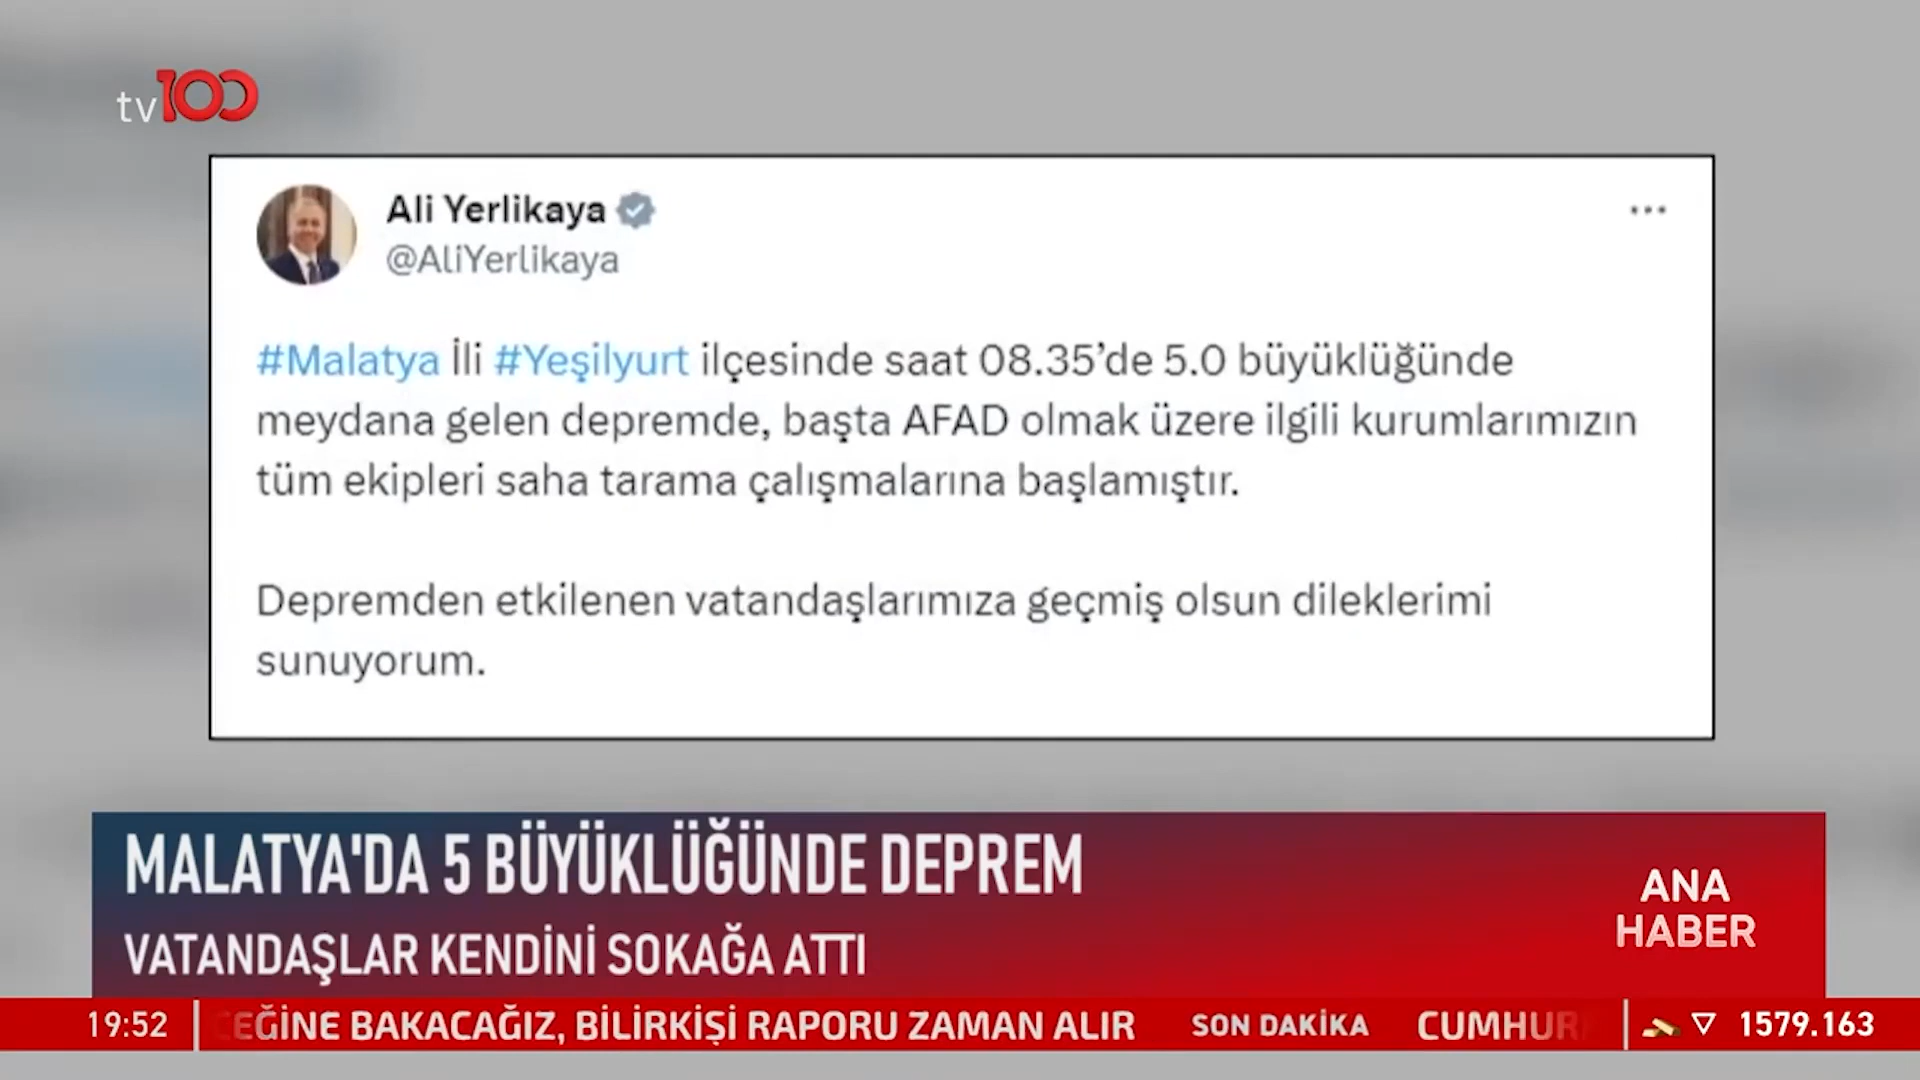 tv100
Ali Yerlikaya
@AliYerlikaya
#Malatya İli #Yeşilyurt ilçesinde saat 08.35’de 5.0 büyüklüğünde
meydana gelen depremde, başta AFAD olmak üzere ilgili kurumlarımızın
tüm ekipleri saha tarama çalışmalarına başlamıştır.
Depremden etkilenen vatandaşlarımıza geçmiş olsun dileklerimi
sunuyorum.
MALATYA'DA 5 BÜYÜKLÜĞÜNDE DEPREM
VATANDAŞLAR KENDİNİ SOKAĞA ATTI
ANA
HABER
19:52 BAKACAĞIZ, BİLİRKİŞİ RAPORU ZAMAN ALIR SON DAKİKA 1579.163